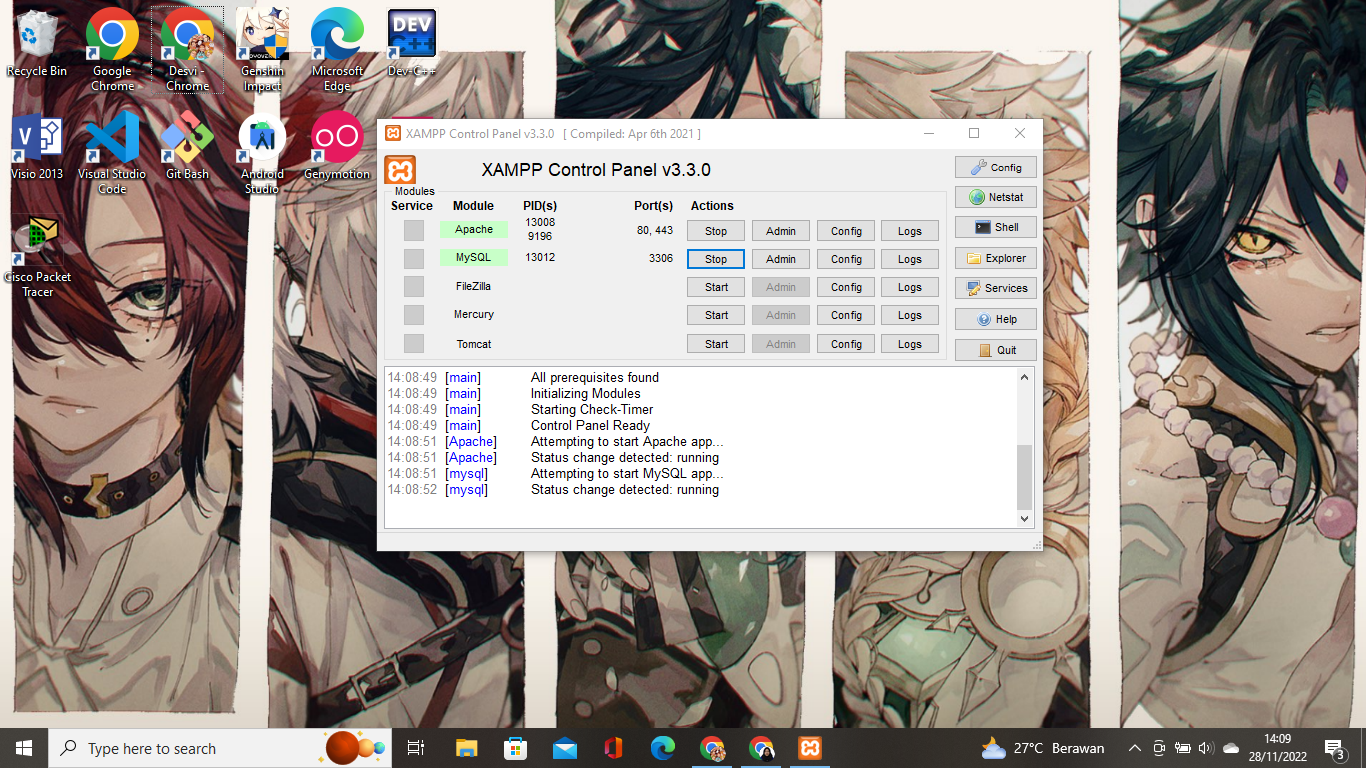 Recycle Bin
Google
Chrome
Desvi -
Chrome
Genshin
Impact
Microsoft
Edge
DEV
C++
Dev-C++
Visio 2013
Visual Studio
Code
Git Bash
Android
Studio
Genymotion
Cisco Packet
Tracer
XAMPP Control Panel v3.3.0 [ Compiled: Apr 6th 2021 ]
XAMPP Control Panel v3.3.0
Modules
Service Module PID(s) Port(s) Actions
Apache 13008 9196 80, 443 Stop Admin Config Logs
MySQL 13012 3306 Stop Admin Config Logs
FileZilla Start Admin Config Logs
Mercury Start Admin Config Logs
Tomcat Start Admin Config Logs
Config
Netstat
Shell
Explorer
Services
Help
Quit
14:08:49 [main] All prerequisites found
14:08:49 [main] Initializing Modules
14:08:49 [main] Starting Check-Timer
14:08:49 [main] Control Panel Ready
14:08:51 [Apache] Attempting to start Apache app...
14:08:51 [Apache] Status change detected: running
14:08:51 [mysql] Attempting to start MySQL app...
14:08:52 [mysql] Status change detected: running
Type here to search
27°C Berawan
14:09
28/11/2022
3